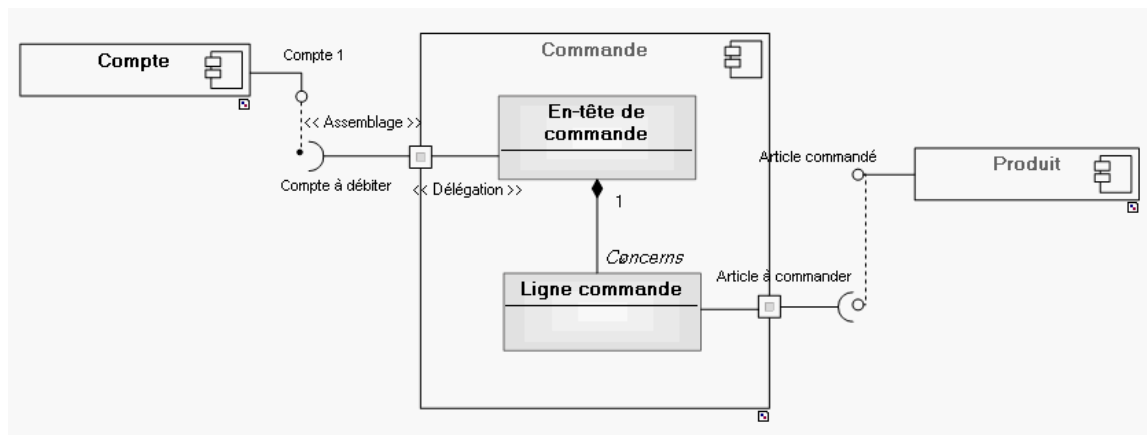 Compte
Compte 1
Commande
En-tête de
commande
<< Assemblage >>
Compte à débiter
<< Délégation >>
1
Concerns
Ligne commande
Article à commander
Article commandé
Produit